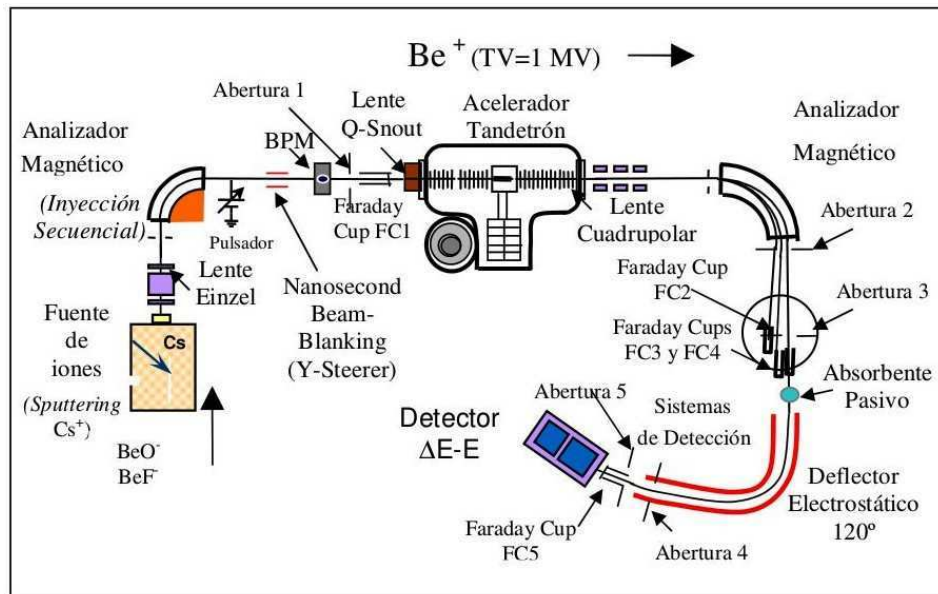 Be⁺ (TV=1 MV)
Analizador
Magnético
(Inyección
Secuencial)
BPM
Abertura 1
Lente
Q-Snout
Acelerador
Tandetrón
Analizador
Magnético
Pulsador
Faraday
Cup FC1
Lente
Cuadrupolar
Abertura 2
Lente
Einzel
Nanosecond
Beam-
Blanking
(Y-Steerer)
Faraday Cup
FC2
Abertura 3
Fuente
de
iones
(Sputtering
Cs⁺)
Cs
Faraday Cups
FC3 y FC4
Absorbente
Pasivo
BeO⁻
BeF⁻
Detector
ΔE-E
Abertura 5
Sistemas
de Detección
Deflector
Electrostático
120º
Faraday Cup
FC5
Abertura 4